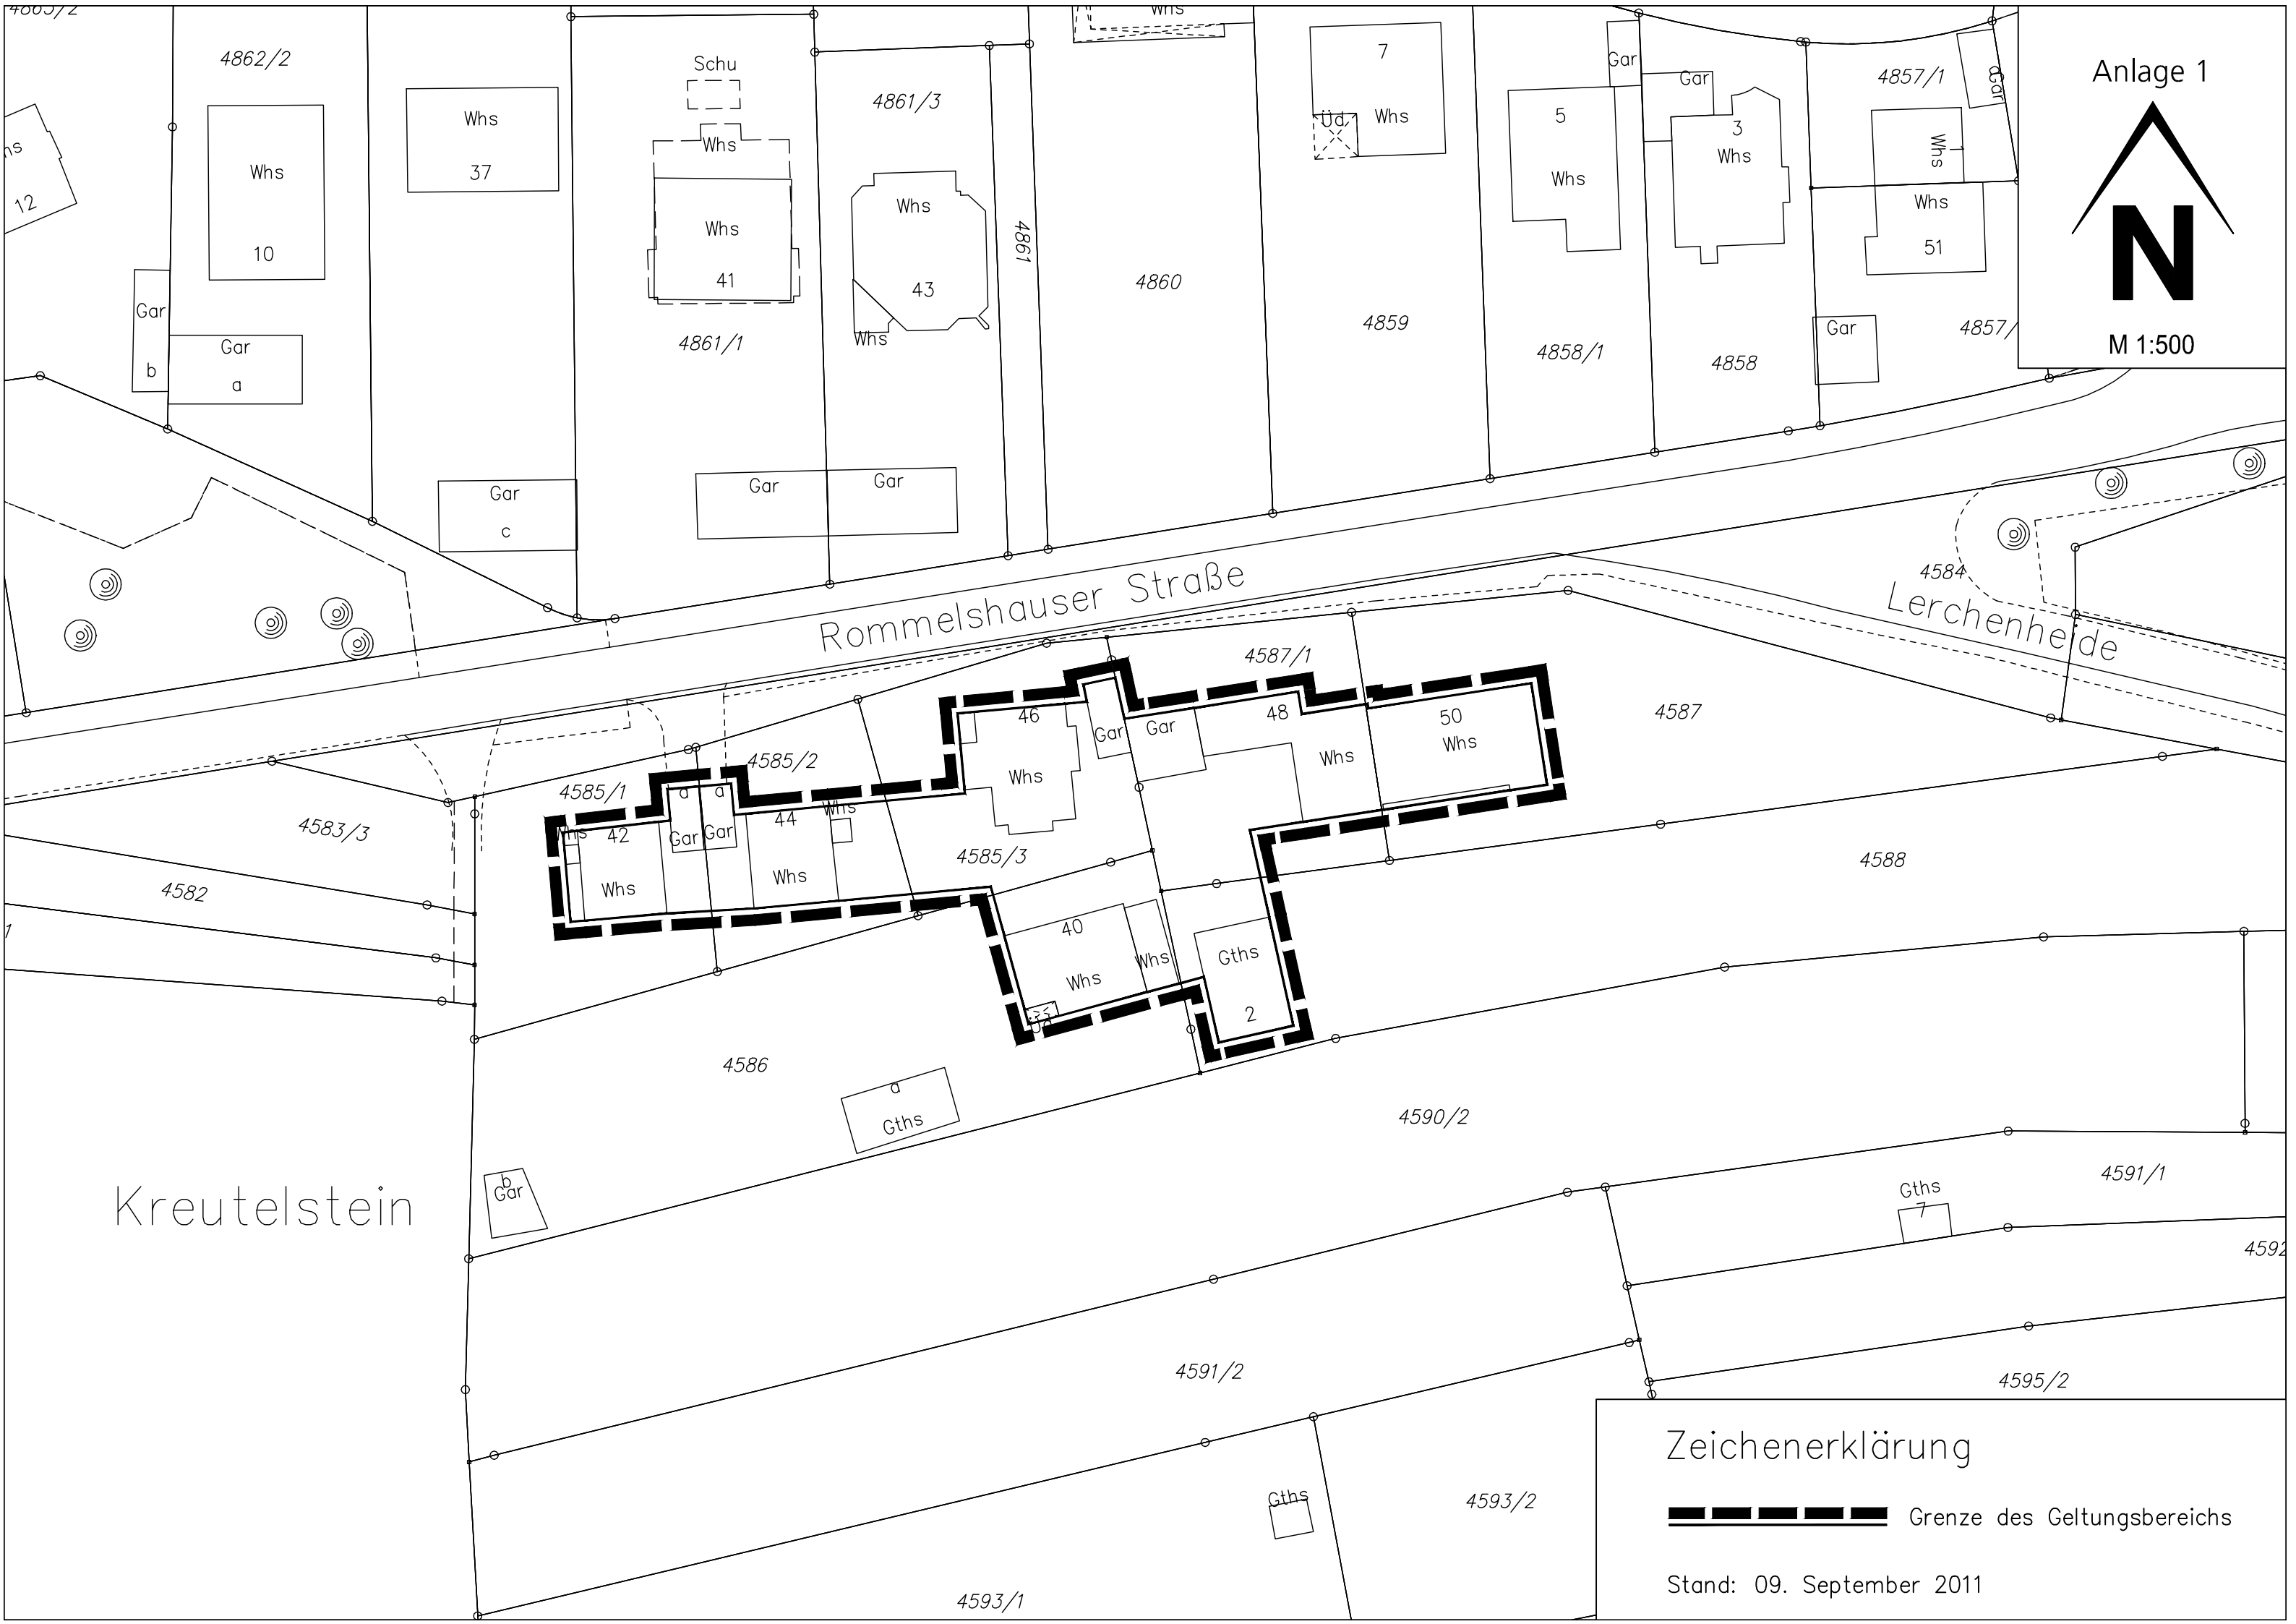 4862/2
Whs
10
Gar
b
Gar
a
12
Whs
37
Gar
c
Schu
Whs
Whs
41
4861/1
Gar
Gar
4861/3
Whs
43
Whs
4861
4860
7
Üd
Whs
4859
Gar
Gar
5
Whs
4858/1
3
Whs
4858
4857/1
Gar
Whs
Whs
51
Gar
4857/
Anlage 1
N
M 1:500
Rommelshauser Straße
4584
Lerchenheide
4587/1
4587
46
Gar
Gar
48
50
Whs
Whs
Whs
4585/2
4585/1
a
a
Whs
42
Gar
Gar
44
Whs
Whs
Whs
4585/3
4583/3
4582
1
4588
40
Whs
Whs
Üd
Gths
2
4586
a
Gths
4590/2
b
Gar
Kreutelstein
4591/1
Gths
7
4592
4591/2
4595/2
Gths
4593/2
4593/1
Zeichenerklärung
Grenze des Geltungsbereichs
Stand: 09. September 2011